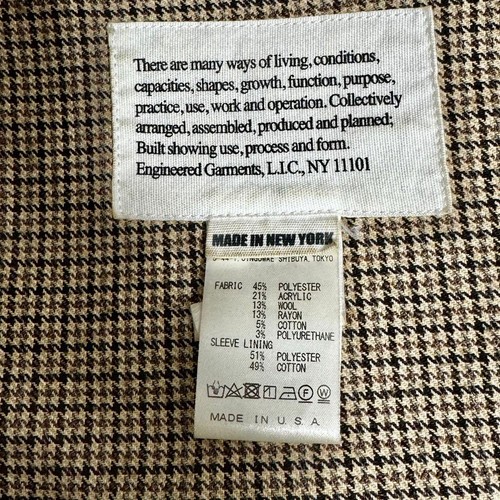 There are many ways of living, conditions,
capacities, shapes, growth, function, purpose,
practice, use, work and operation. Collectively
arranged, assembled, produced and planned;
Built showing use, process and form.
Engineered Garments, L.I.C., NY 11101
MADE IN NEW YORK
SHIBUYA, TOKYO
FABRIC 45% POLYESTER
21% ACRYLIC
13% WOOL
13% RAYON
5% COTTON
3% POLYURETHANE
SLEEVE LINING
51% POLYESTER
49% COTTON
F W
MADE IN U.S.A